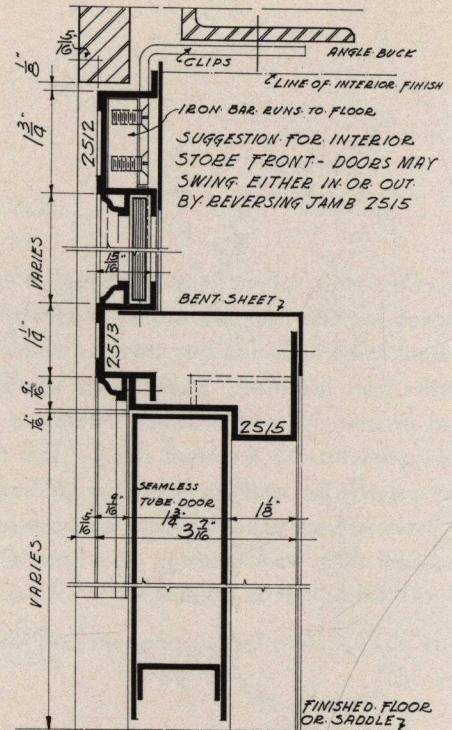 9/16"
CLIPS
ANGLE BUCK
LINE OF INTERIOR FINISH
1/8"
IRON BAR RUNS TO FLOOR
1 3/4"
2512
SUGGESTION FOR INTERIOR
STORE FRONT - DOORS MAY
SWING EITHER IN OR OUT
BY REVERSING JAMB 2515
VARIES
15/16"
BENT SHEET
1 1/4"
2513
9/16"
2515
1/16"
SEAMLESS
TUBE DOOR
9/16"
1 3/4"
1 1/8"
3 7/16"
VARIES
FINISHED FLOOR
OR SADDLE